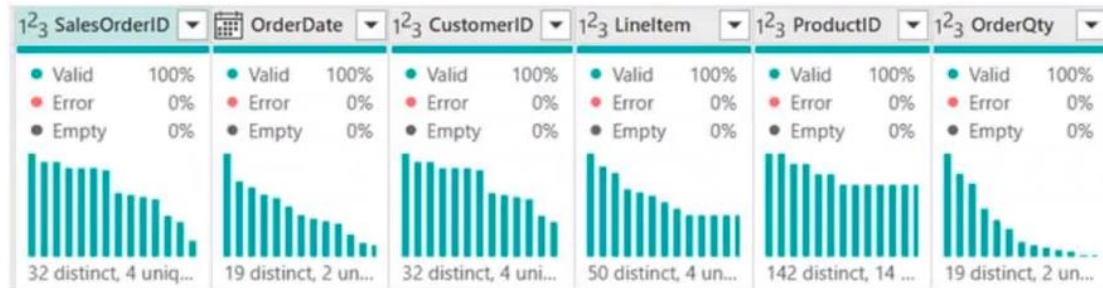 123 SalesOrderID OrderDate 123 CustomerID 123 LineItem 123 ProductID 123 OrderQty
Valid 100% Valid 100% Valid 100% Valid 100% Valid 100% Valid 100%
Error 0% Error 0% Error 0% Error 0% Error 0% Error 0%
Empty 0% Empty 0% Empty 0% Empty 0% Empty 0% Empty 0%
32 distinct, 4 uniq... 19 distinct, 2 un... 32 distinct, 4 uni... 50 distinct, 4 un... 142 distinct, 14 ... 19 distinct, 2 un...